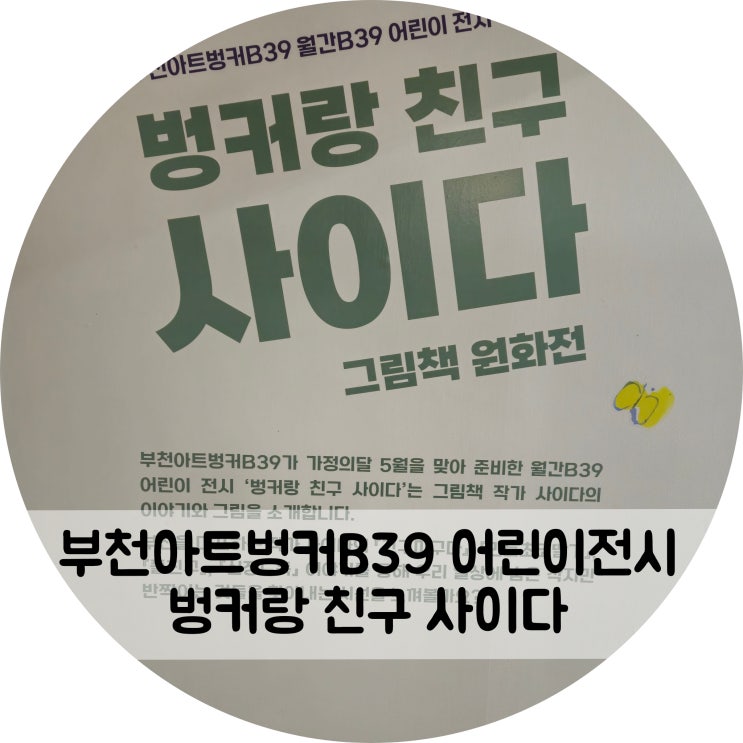 천아트벙커B39 월간B39 어린이 전시
벙커랑 친구
사이다
그림책 원화전
부천아트벙커B39가 가정의달 5월을 맞아 준비한 월간B39
어린이 전시 '벙커랑 친구 사이다'는 그림책 작가 사이다의
이야기와 그림을 소개합니다.
부천아트벙커B39 어린이전시
벙커랑 친구 사이다